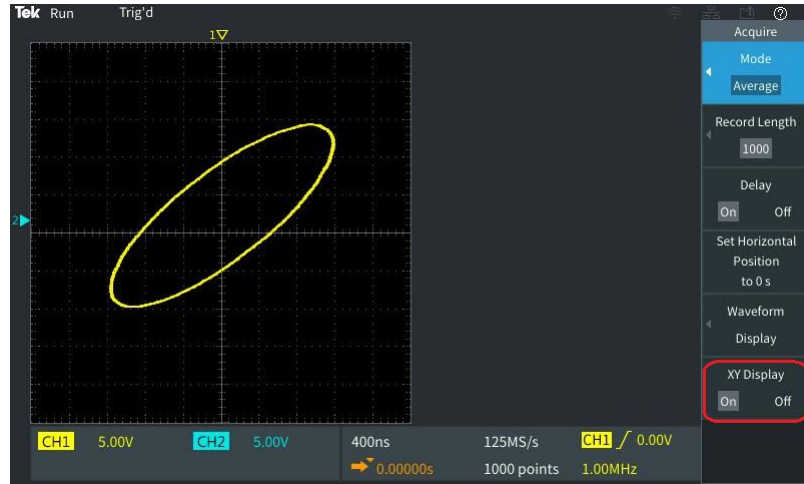 Tek Run Trig'd
Acquire
1
Mode
Average
Record Length
1000
Delay
On Off
2
Set Horizontal
Position
to 0 s
Waveform
Display
XY Display
On Off
CH1 5.00V CH2 5.00V 400ns 125MS/s CH1 0.00V
0.00000s 1000 points 1.00MHz